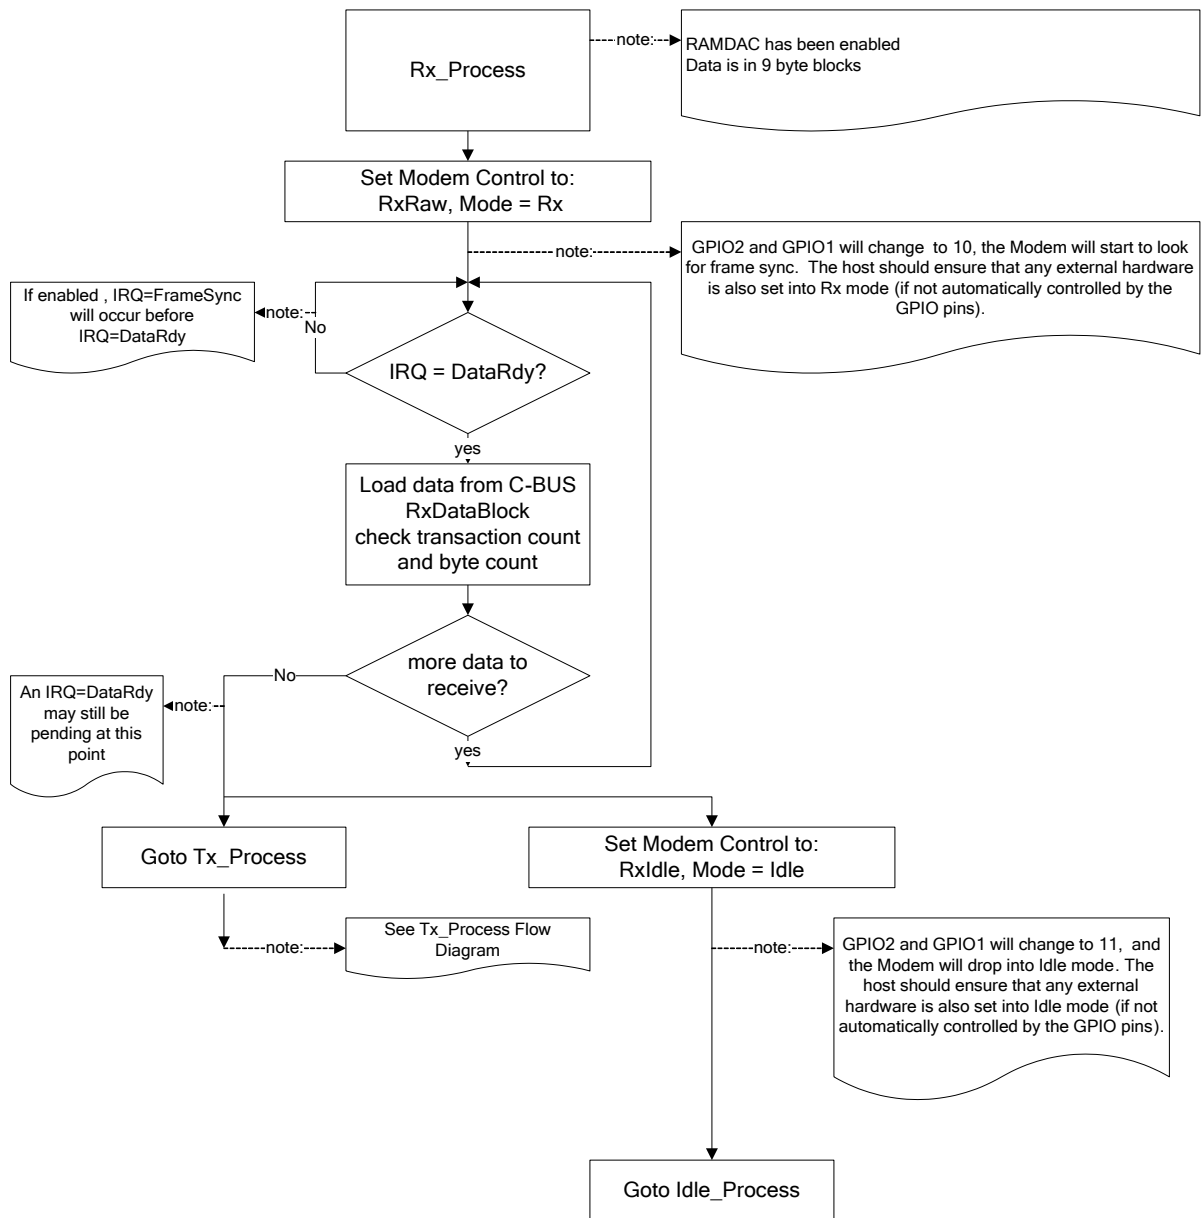 Rx_Process
note:
RAMDAC has been enabled
Data is in 9 byte blocks
Set Modem Control to:
RxRaw, Mode = Rx
note:
GPIO2 and GPIO1 will change to 10, the Modem will start to look
for frame sync. The host should ensure that any external hardware
is also set into Rx mode (if not automatically controlled by the
GPIO pins).
If enabled , IRQ=FrameSync
will occur before
IRQ=DataRdy
note:
No
IRQ = DataRdy?
yes
Load data from C-BUS
RxDataBlock
check transaction count
and byte count
more data to
receive?
No
yes
An IRQ=DataRdy
may still be
pending at this
point
note:
Goto Tx_Process
Set Modem Control to:
RxIdle, Mode = Idle
note:
See Tx_Process Flow
Diagram
note:
GPIO2 and GPIO1 will change to 11, and
the Modem will drop into Idle mode. The
host should ensure that any external
hardware is also set into Idle mode (if not
automatically controlled by the GPIO pins).
Goto Idle_Process